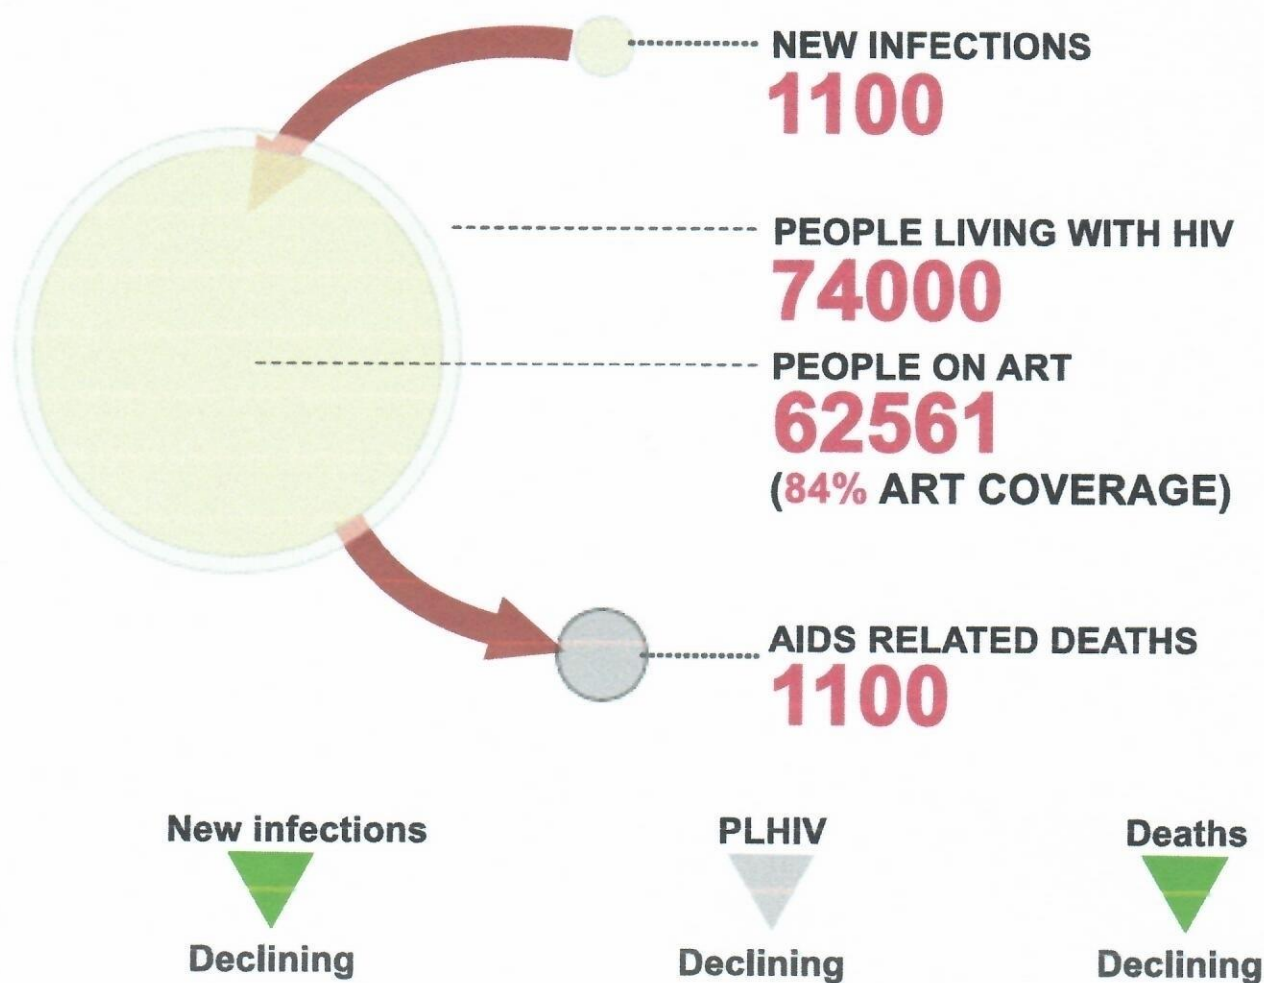 NEW INFECTIONS
1100
PEOPLE LIVING WITH HIV
74000
PEOPLE ON ART
62561
(84% ART COVERAGE)
AIDS RELATED DEATHS
1100
New infections
PLHIV
Deaths
Declining
Declining
Declining